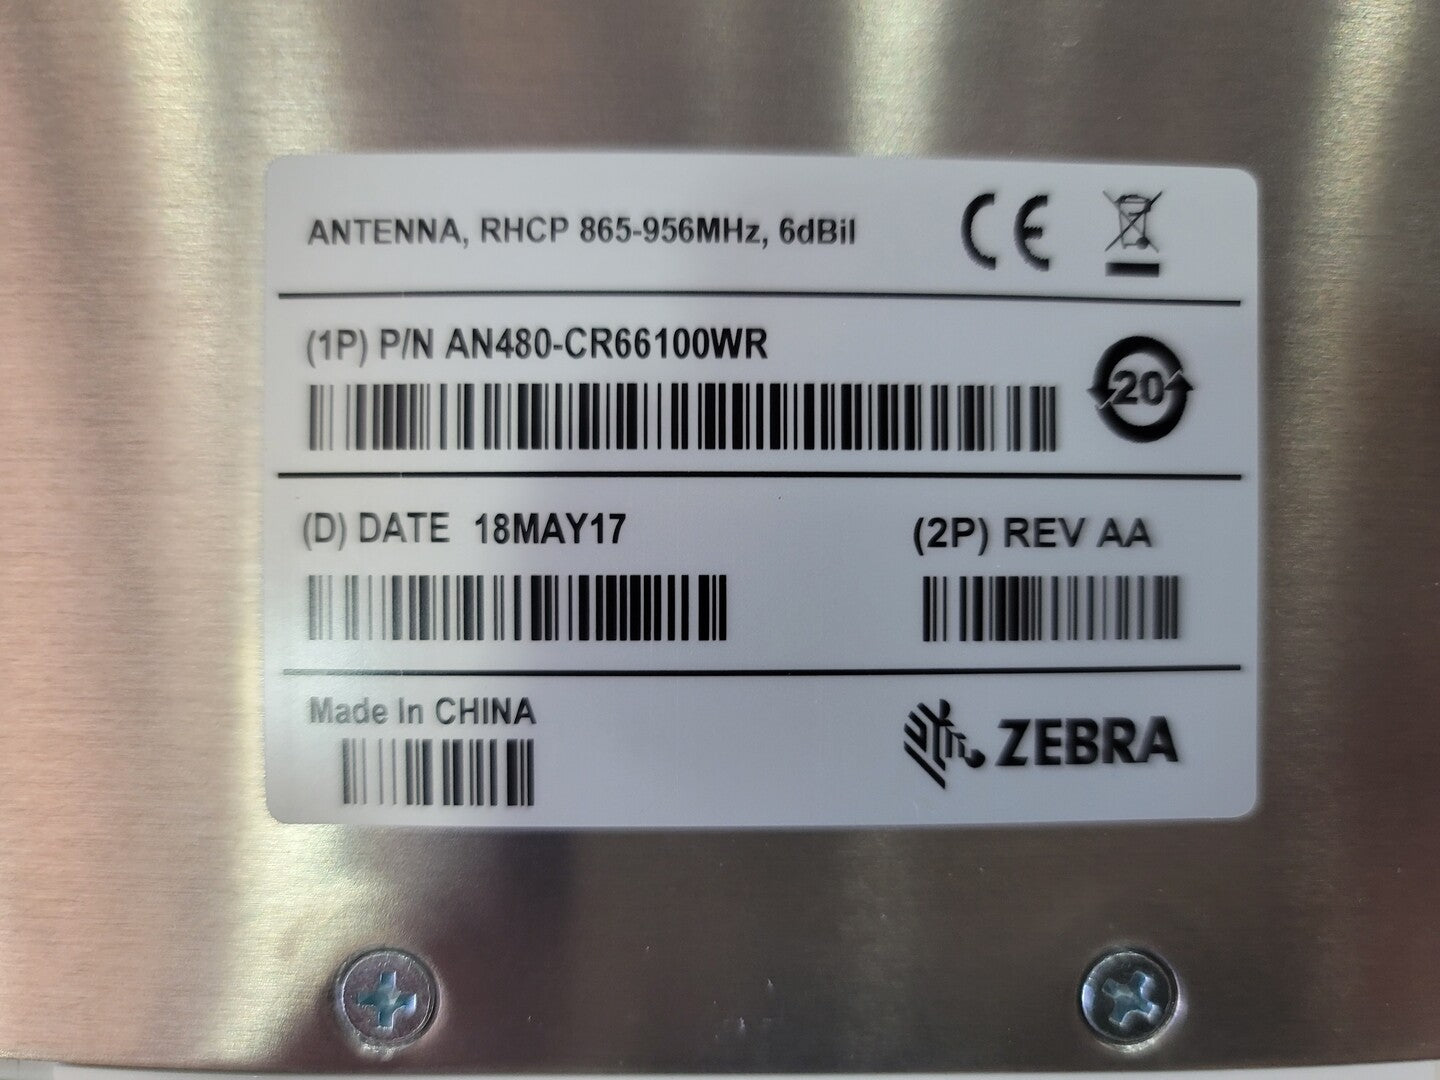 ANTENNA, RHCP 865-956MHz, 6dBil
CE
(1P) P/N AN480-CR66100WR
20
(D) DATE 18MAY17
(2P) REV AA
Made In CHINA
ZEBRA